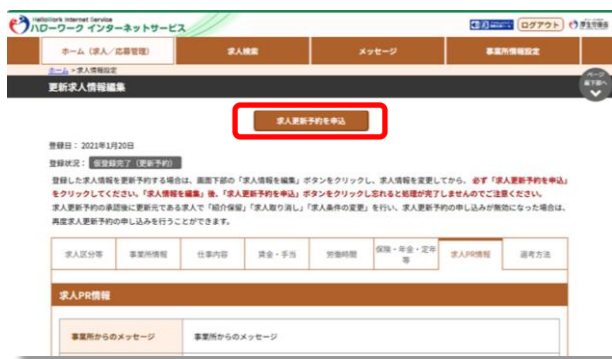 HelloWork Internet Service
ハローワーク インターネットサービス
ログアウト
厚生労働省
ホーム（求人／応募管理）
求人検索
メッセージ
事業所情報設定
ホーム > 求人情報設定
ページ
最下部へ
更新求人情報編集
求人更新予約を申込
登録日： 2021年1月20日
登録状況： 仮登録完了（更新予約）
登録した求人情報を更新予約する場合は、画面下部の「求人情報を編集」ボタンをクリックし、求人情報を変更してから、必ず「求人更新予約を申込」
をクリックしてください。「求人情報を編集」後、「求人更新予約を申込」ボタンをクリックし忘れると処理が完了しませんのでご注意ください。
求人更新予約の承認後に更新元である求人で「紹介保留」「求人取り消し」「求人条件の変更」を行い、求人更新予約の申し込みが無効になった場合は、
再度求人更新予約の申し込みを行うことができます。
求人区分等
事業所情報
仕事内容
賃金・手当
労働時間
保険・年金・定年
等
求人PR情報
選考方法
求人PR情報
事業所からのメッセージ
事業所からのメッセージ